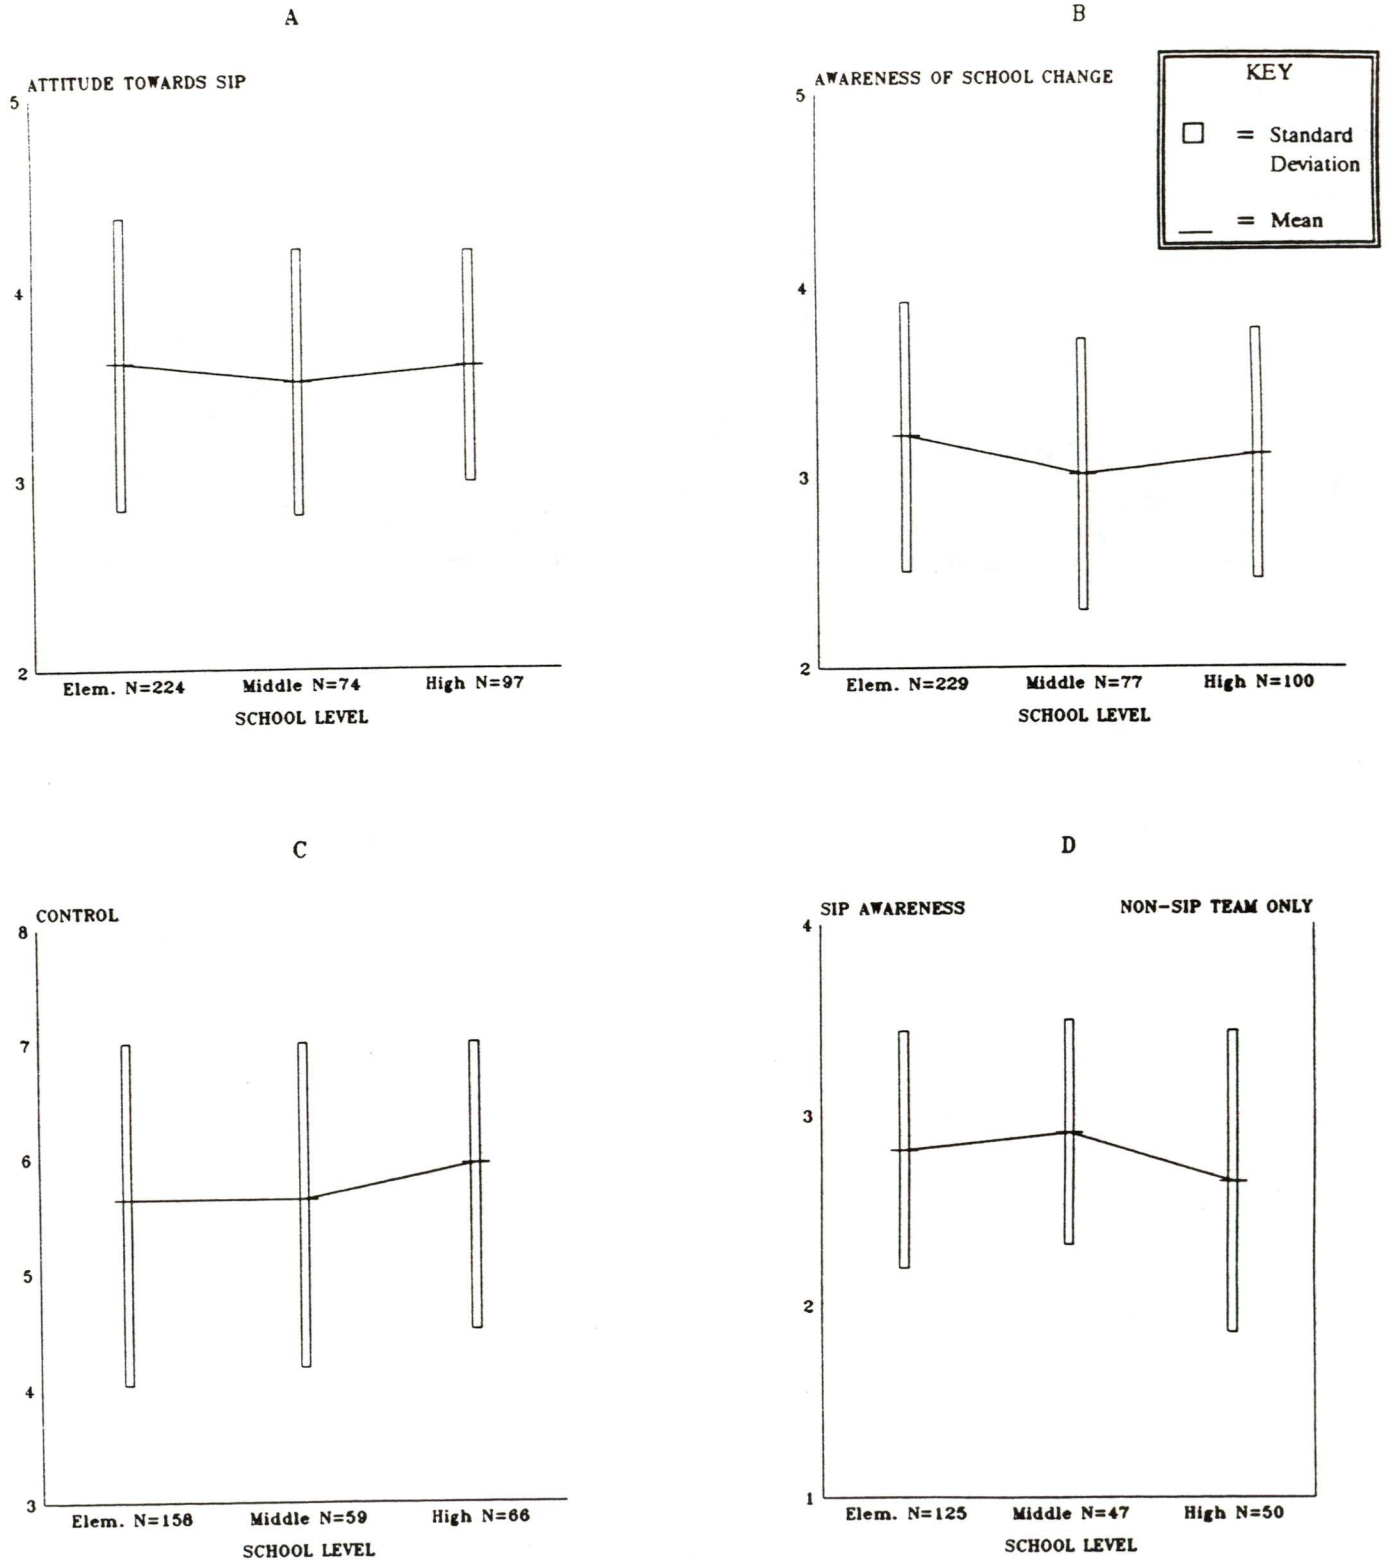 A
ATTITUDE TOWARDS SIP
5
4
3
2
Elem. N=224 Middle N=74 High N=97
SCHOOL LEVEL
B
AWARENESS OF SCHOOL CHANGE
5
4
3
2
Elem. N=229 Middle N=77 High N=100
SCHOOL LEVEL
KEY
= Standard
Deviation
= Mean
C
CONTROL
8
7
6
5
4
3
Elem. N=158 Middle N=59 High N=66
SCHOOL LEVEL
D
SIP AWARENESS NON-SIP TEAM ONLY
4
3
2
1
Elem. N=125 Middle N=47 High N=50
SCHOOL LEVEL